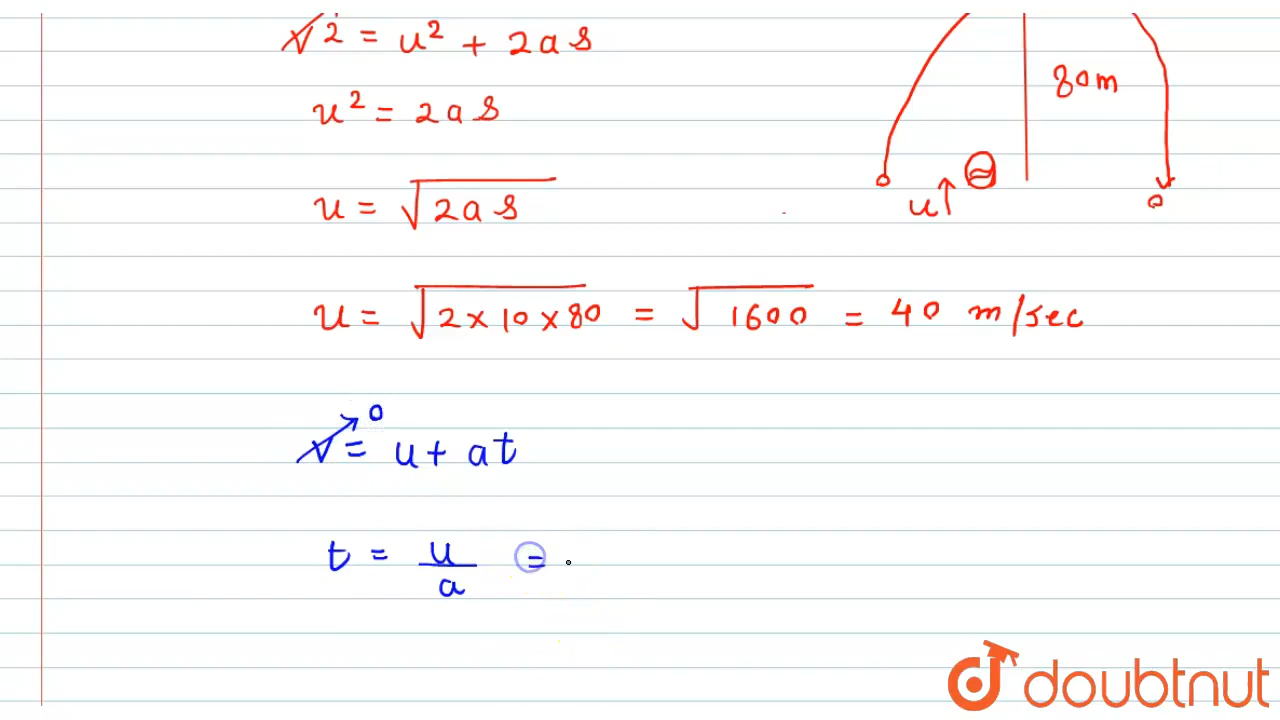 v² = u² + 2as
80m
u² = 2as
u = √2as
u↑
u = √2×10×80 = √1600 = 40 m/sec
0
v = u + at
t = u/a =
doubtnut